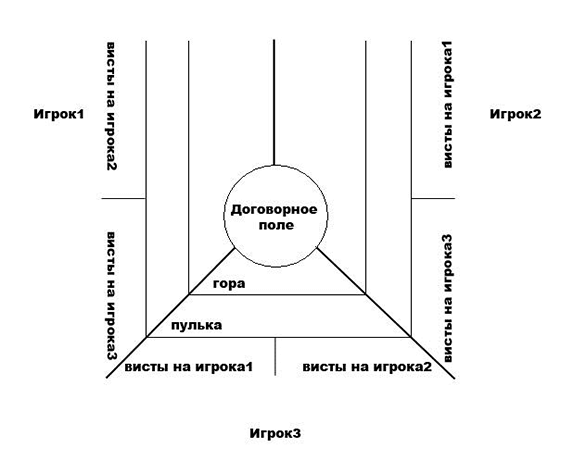 висты на игрока2
висты на игрока1
Игрок1
Игрок2
Договорное
поле
висты на игрока3
висты на игрока3
гора
пулька
висты на игрока1
висты на игрока2
Игрок3